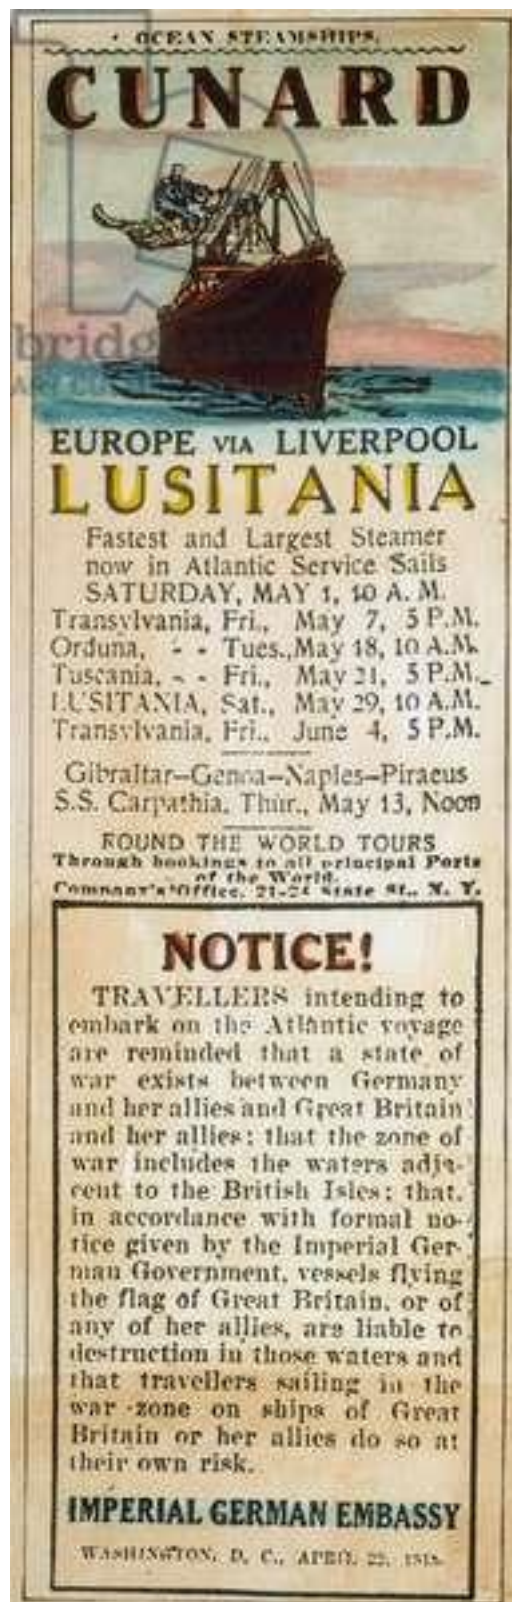 OCEAN STEAMSHIPS.
CUNARD
bridgeman
EUROPE VIA LIVERPOOL
LUSITANIA
Fastest and Largest Steamer
now in Atlantic Service Sails
SATURDAY, MAY 1, 10 A. M.
Transylvania, Fri., May 7, 5 P.M.
Orduna, - - Tues., May 18, 10 A.M.
Tuscania, - - Fri., May 21, 5 P.M.
LUSITANIA, Sat., May 29, 10 A.M.
Transylvania, Fri., June 4, 5 P.M.
Gibraltar–Genoa–Naples–Piraeus
S.S. Carpathia, Thur., May 13, Noon
ROUND THE WORLD TOURS
Through bookings to all principal Ports
of the World.
Company's Office, 21-24 State St., N. Y.
NOTICE!
TRAVELLERS intending to
embark on the Atlantic voyage
are reminded that a state of
war exists between Germany
and her allies and Great Britain
and her allies; that the zone of
war includes the waters adja-
cent to the British Isles; that,
in accordance with formal no-
tice given by the Imperial Ger-
man Government, vessels flying
the flag of Great Britain, or of
any of her allies, are liable to
destruction in those waters and
that travellers sailing in the
war zone on ships of Great
Britain or her allies do so at
their own risk.
IMPERIAL GERMAN EMBASSY
WASHINGTON, D. C., APRIL 22, 1915.